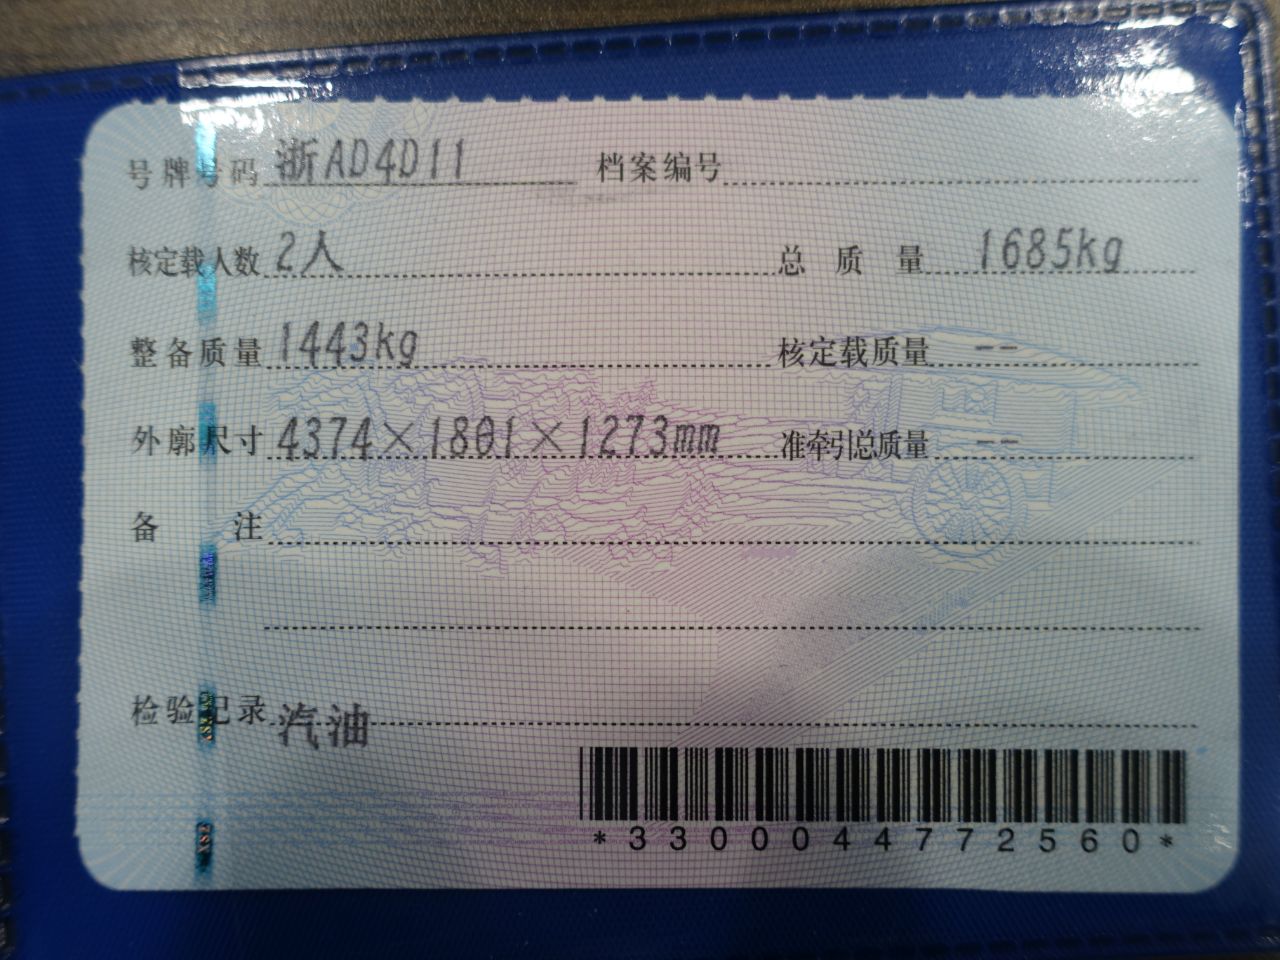 号牌号码 浙AD4D11 档案编号
核定载人数 2人 总质量 1685kg
整备质量 1443kg 核定载质量 --
外廓尺寸 4374×1801×1273mm 准牵引总质量 --
备注
检验记录 汽油
*3300044772560*